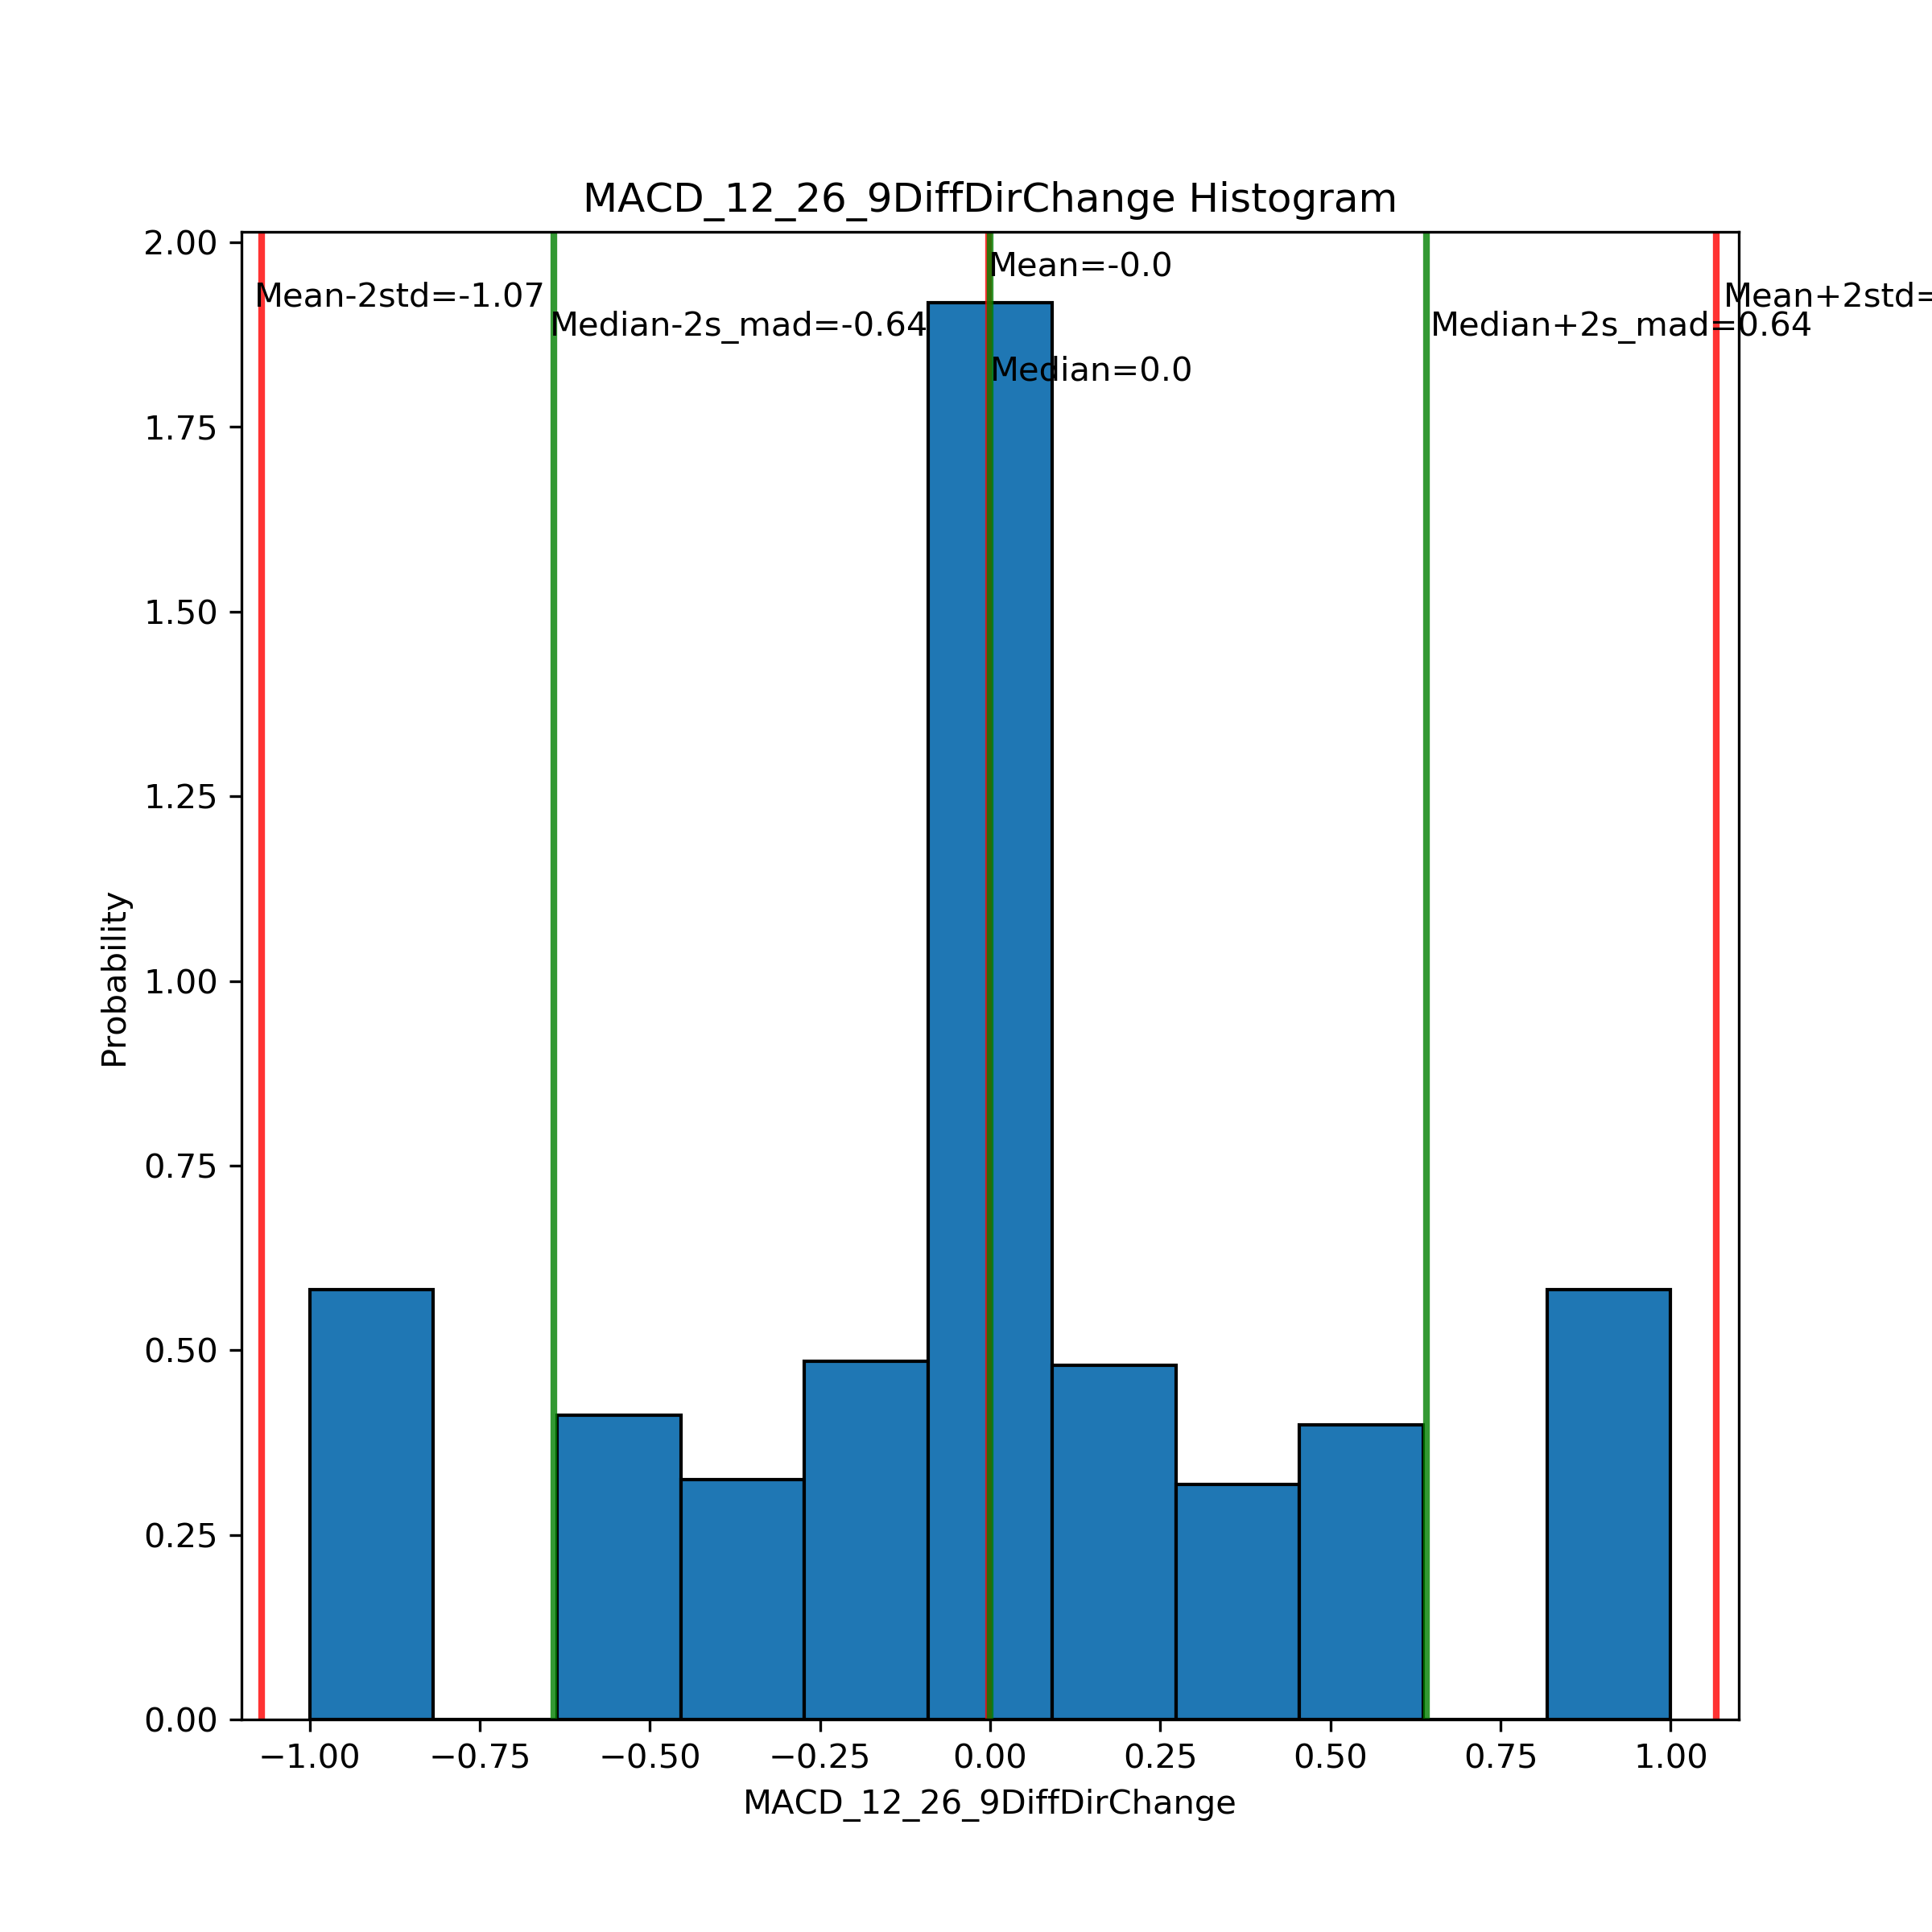 MACD_12_26_9DiffDirChange Histogram
2.00
1.75
1.50
1.25
1.00
0.75
0.50
0.25
0.00
Probability
Mean=-0.0
Mean-2std=-1.07
Mean+2std=
Median-2s_mad=-0.64
Median+2s_mad=0.64
Median=0.0
−1.00 −0.75 −0.50 −0.25 0.00 0.25 0.50 0.75 1.00
MACD_12_26_9DiffDirChange